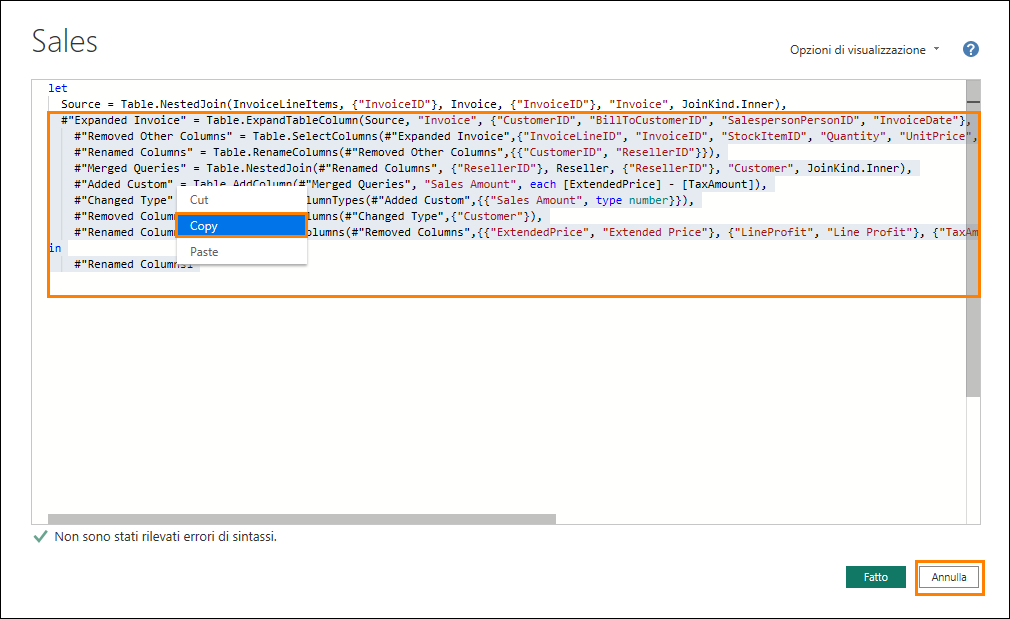 Sales
Opzioni di visualizzazione
?
let
Source = Table.NestedJoin(InvoiceLineItems, {"InvoiceID"}, Invoice, {"InvoiceID"}, "Invoice", JoinKind.Inner),
#"Expanded Invoice" = Table.ExpandTableColumn(Source, "Invoice", {"CustomerID", "BillToCustomerID", "SalespersonPersonID", "InvoiceDate"},
#"Removed Other Columns" = Table.SelectColumns(#"Expanded Invoice",{"InvoiceLineID", "InvoiceID", "StockItemID", "Quantity", "UnitPrice",
#"Renamed Columns" = Table.RenameColumns(#"Removed Other Columns",{{"CustomerID", "ResellerID"}}),
#"Merged Queries" = Table.NestedJoin(#"Renamed Columns", {"ResellerID"}, Reseller, {"ResellerID"}, "Customer", JoinKind.Inner),
#"Added Custom" = Table.AddColumn(#"Merged Queries", "Sales Amount", each [ExtendedPrice] - [TaxAmount]),
#"Changed Type" lumnTypes(#"Added Custom",{{"Sales Amount", type number}}),
#"Removed Colum lumns(#"Changed Type",{"Customer"}),
#"Renamed Colum olumns(#"Removed Columns",{{"ExtendedPrice", "Extended Price"}, {"LineProfit", "Line Profit"}, {"TaxAm
in
#"Renamed Columns1
Cut
Copy
Paste
Non sono stati rilevati errori di sintassi.
Fatto
Annulla